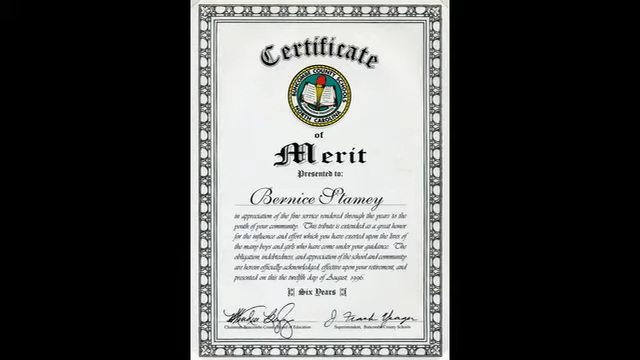 Certificate
BUNCOMBE COUNTY SCHOOLS
NORTH CAROLINA
of
Merit
Presented to:
Bernice Stamey
in appreciation of the fine service rendered through the years to the
youth of your community. This tribute is extended as a great honor
for the influence and effort which you have exerted upon the lives of
the many boys and girls who have come under your guidance. The
obligation, indebtedness, and appreciation of the school and community
are herein officially acknowledged, effective upon your retirement, and
presented on this the twelfth day of August, 1996.
Six Years
J. Frank Yeager
Chairman, Buncombe County Board of Education
Superintendent, Buncombe County Schools